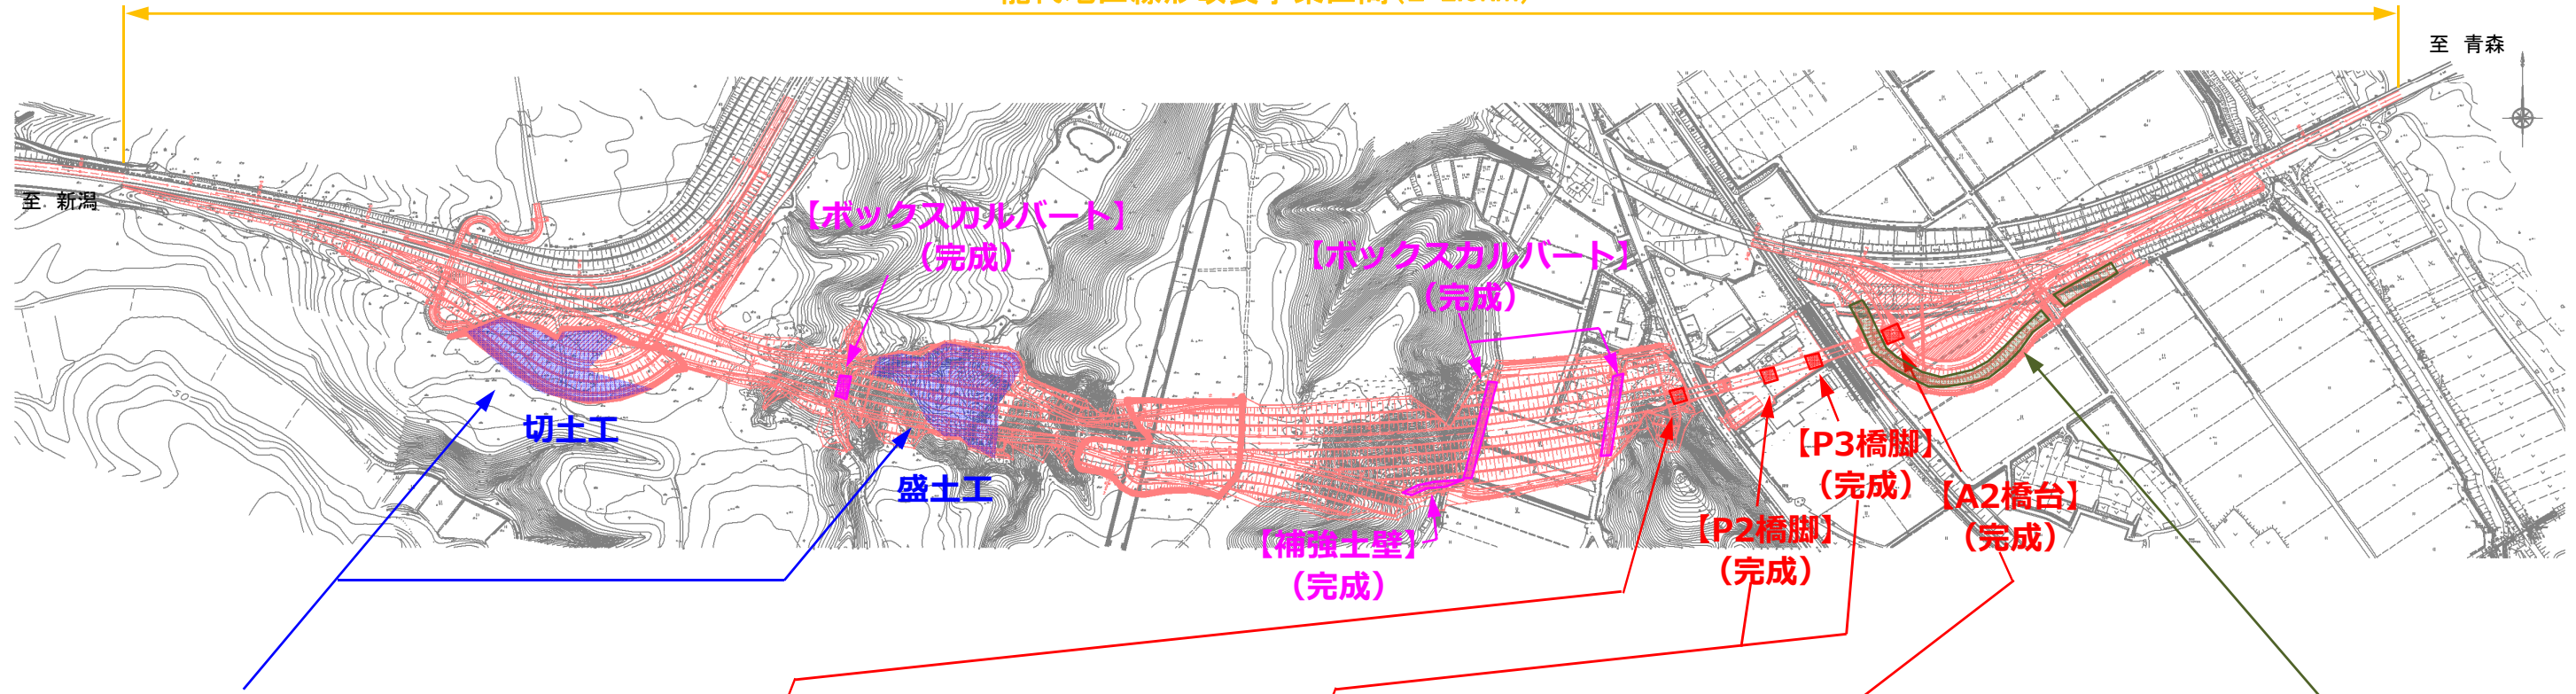 至 青森
至 新潟
【ボックスカルバート】
（完成）
【ボックスカルバート】
（完成）
切土工
盛土工
【補強土壁】
（完成）
【P3橋脚】
（完成）
【A2橋台】
（完成）
【P2橋脚】
（完成）
50